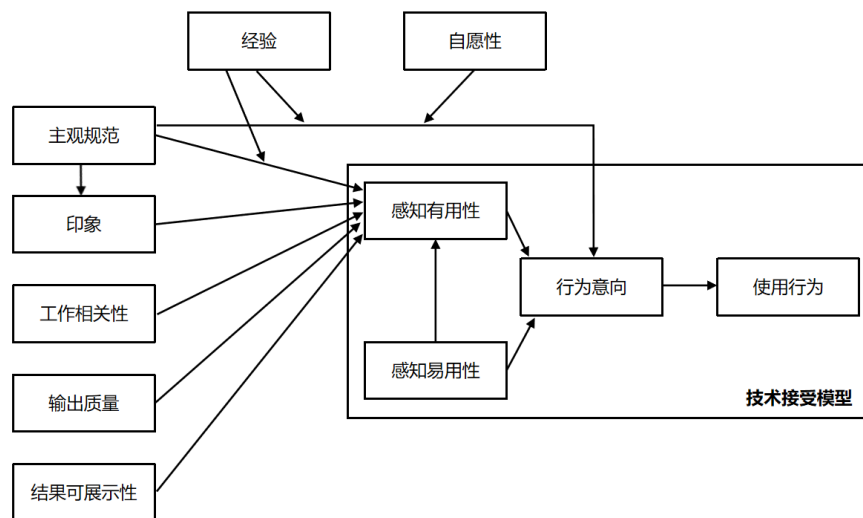 经验
自愿性
主观规范
印象
感知有用性
工作相关性
行为意向
使用行为
感知易用性
输出质量
技术接受模型
结果可展示性